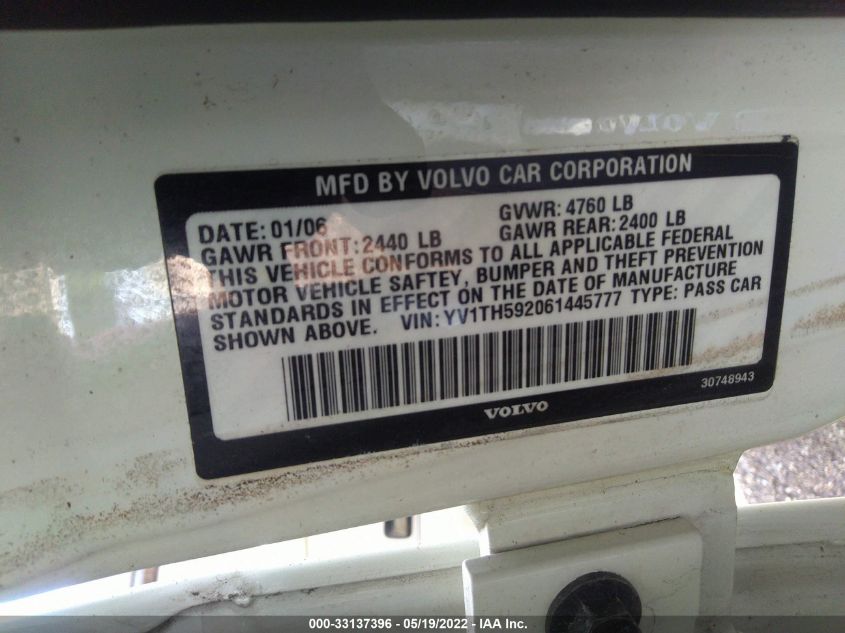 MFD BY VOLVO CAR CORPORATION
DATE: 01/06 GVWR: 4760 LB
GAWR FRONT: 2440 LB GAWR REAR: 2400 LB
THIS VEHICLE CONFORMS TO ALL APPLICABLE FEDERAL
MOTOR VEHICLE SAFTEY, BUMPER AND THEFT PREVENTION
STANDARDS IN EFFECT ON THE DATE OF MANUFACTURE
SHOWN ABOVE. VIN: YV1TH592061445777 TYPE: PASS CAR
30748943
VOLVO
000-33137396 - 05/19/2022 - IAA Inc.